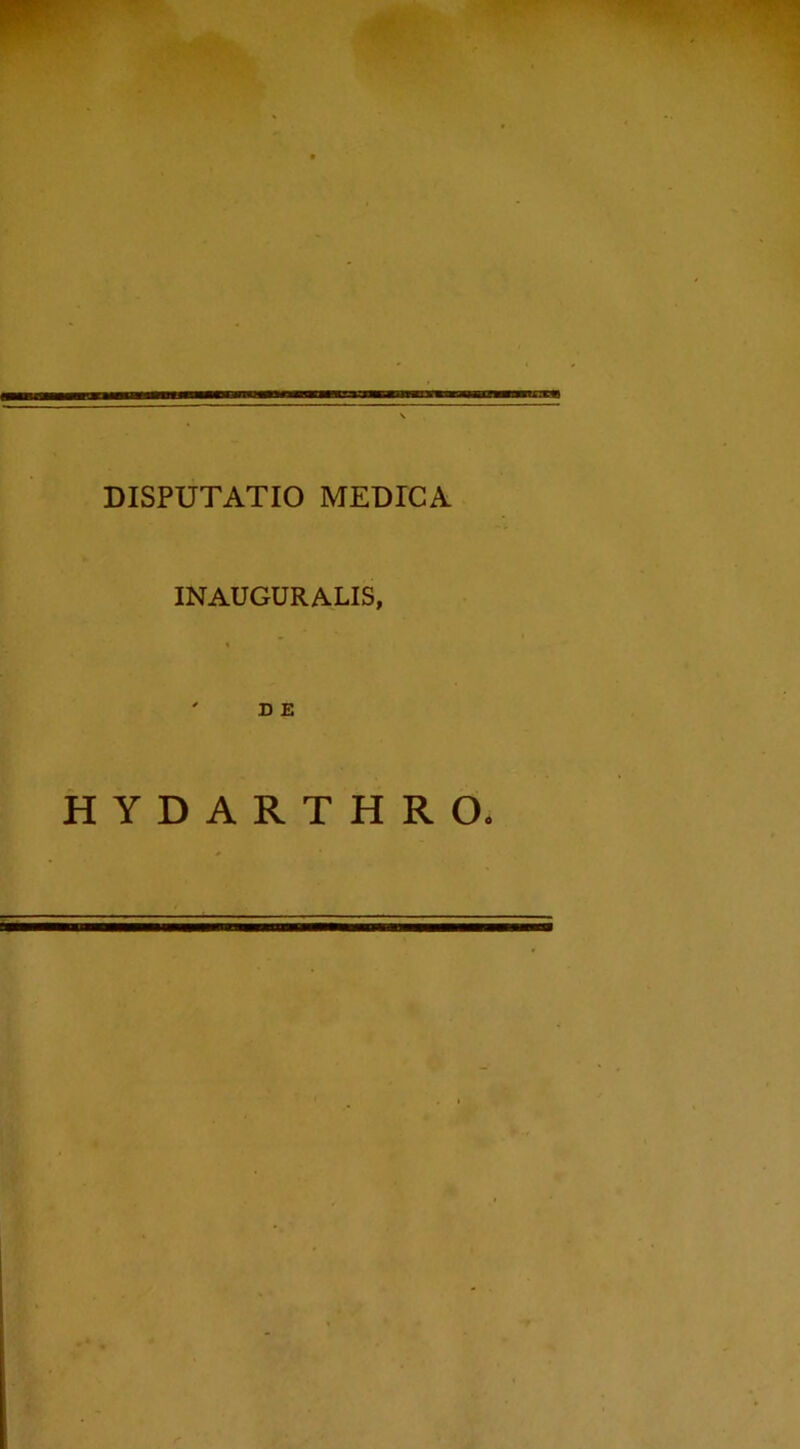 DISPUTATIO MEDICA
INAUGURALIS,
DE
HYDARTHRO.